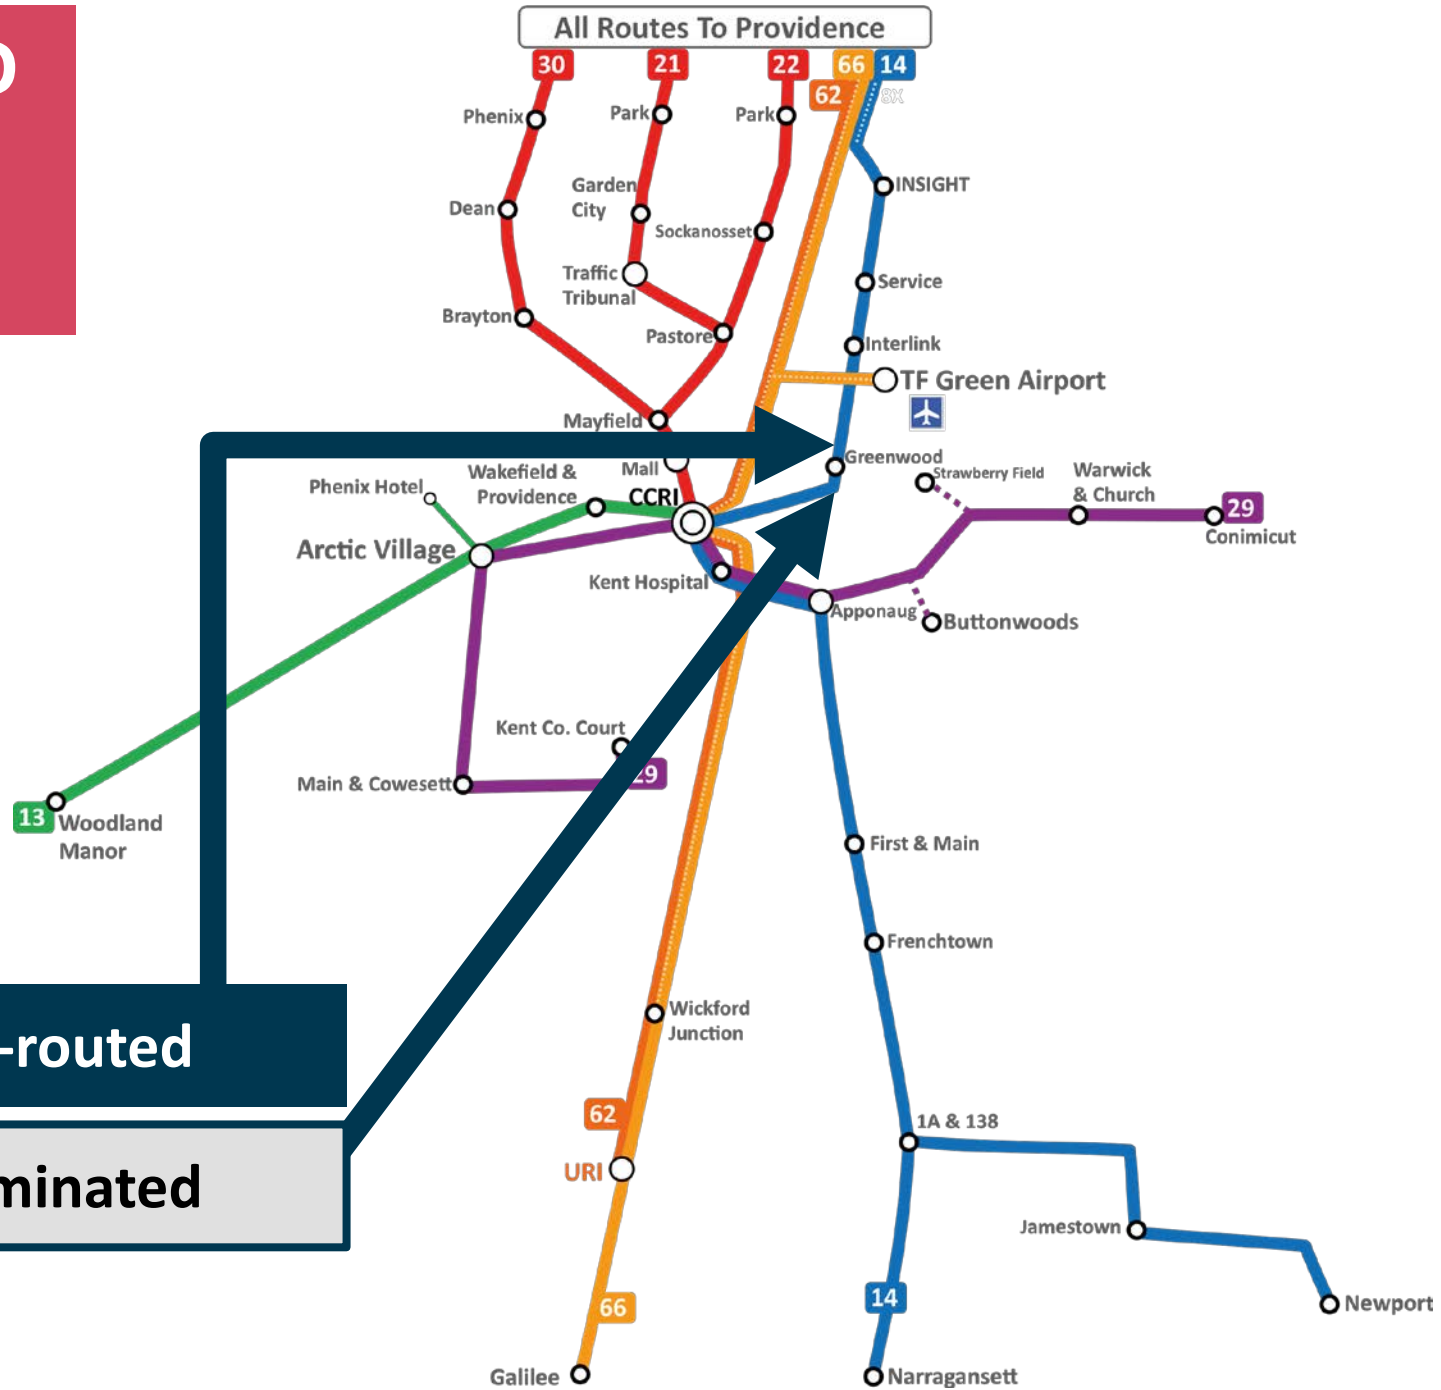 All Routes To Providence
30
21
22
66
14
62
8X
Phenix
Park
Park
INSIGHT
Garden
City
Dean
Sockanosset
Traffic
Tribunal
Service
Brayton
Pastore
Interlink
TF Green Airport
Mayfield
Mall
Greenwood
Wakefield &
Providence
Strawberry Field
Warwick
& Church
Phenix Hotel
CCRI
29
Conimicut
Arctic Village
Kent Hospital
Apponaug
Buttonwoods
Kent Co. Court
29
Main & Cowesett
13
Woodland
Manor
First & Main
Frenchtown
Wickford
Junction
-routed
62
1A & 138
URI
minated
Jamestown
14
66
Newport
Galilee
Narragansett